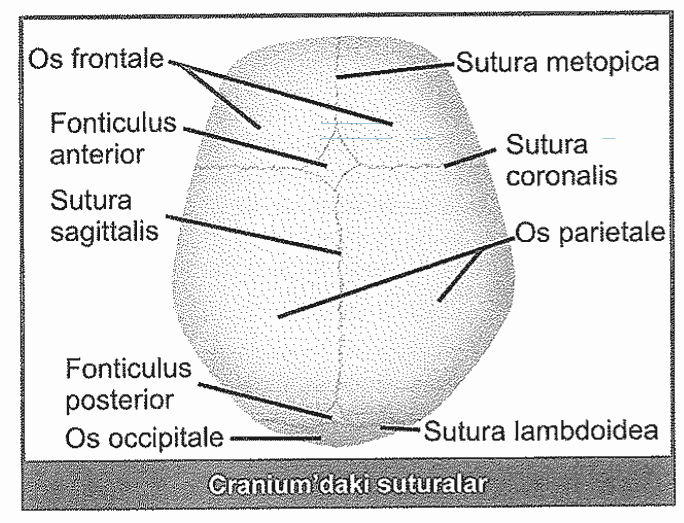 Os frontale
Sutura metopica
Fonticulus
anterior
Sutura
coronalis
Sutura
sagittalis
Os parietale
Fonticulus
posterior
Os occipitale
Sutura lambdoidea
Cranium'daki suturalar